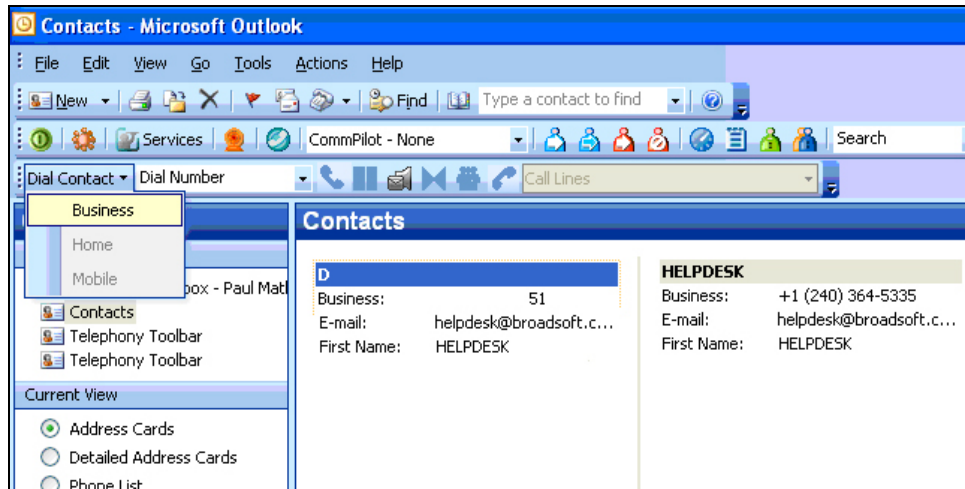 Contacts - Microsoft Outlook
File Edit View Go Tools Actions Help
New Find Type a contact to find
Services CommPilot - None Search
Dial Contact Dial Number Call Lines
Business
Home
Mobile
Contacts
D
Business: 51
E-mail: helpdesk@broadsoft.c...
First Name: HELPDESK
HELPDESK
Business: +1 (240) 364-5335
E-mail: helpdesk@broadsoft.c...
First Name: HELPDESK
- Paul
Contacts
Telephony Toolbar
Telephony Toolbar
Current View
Address Cards
Detailed Address Cards
Phone List